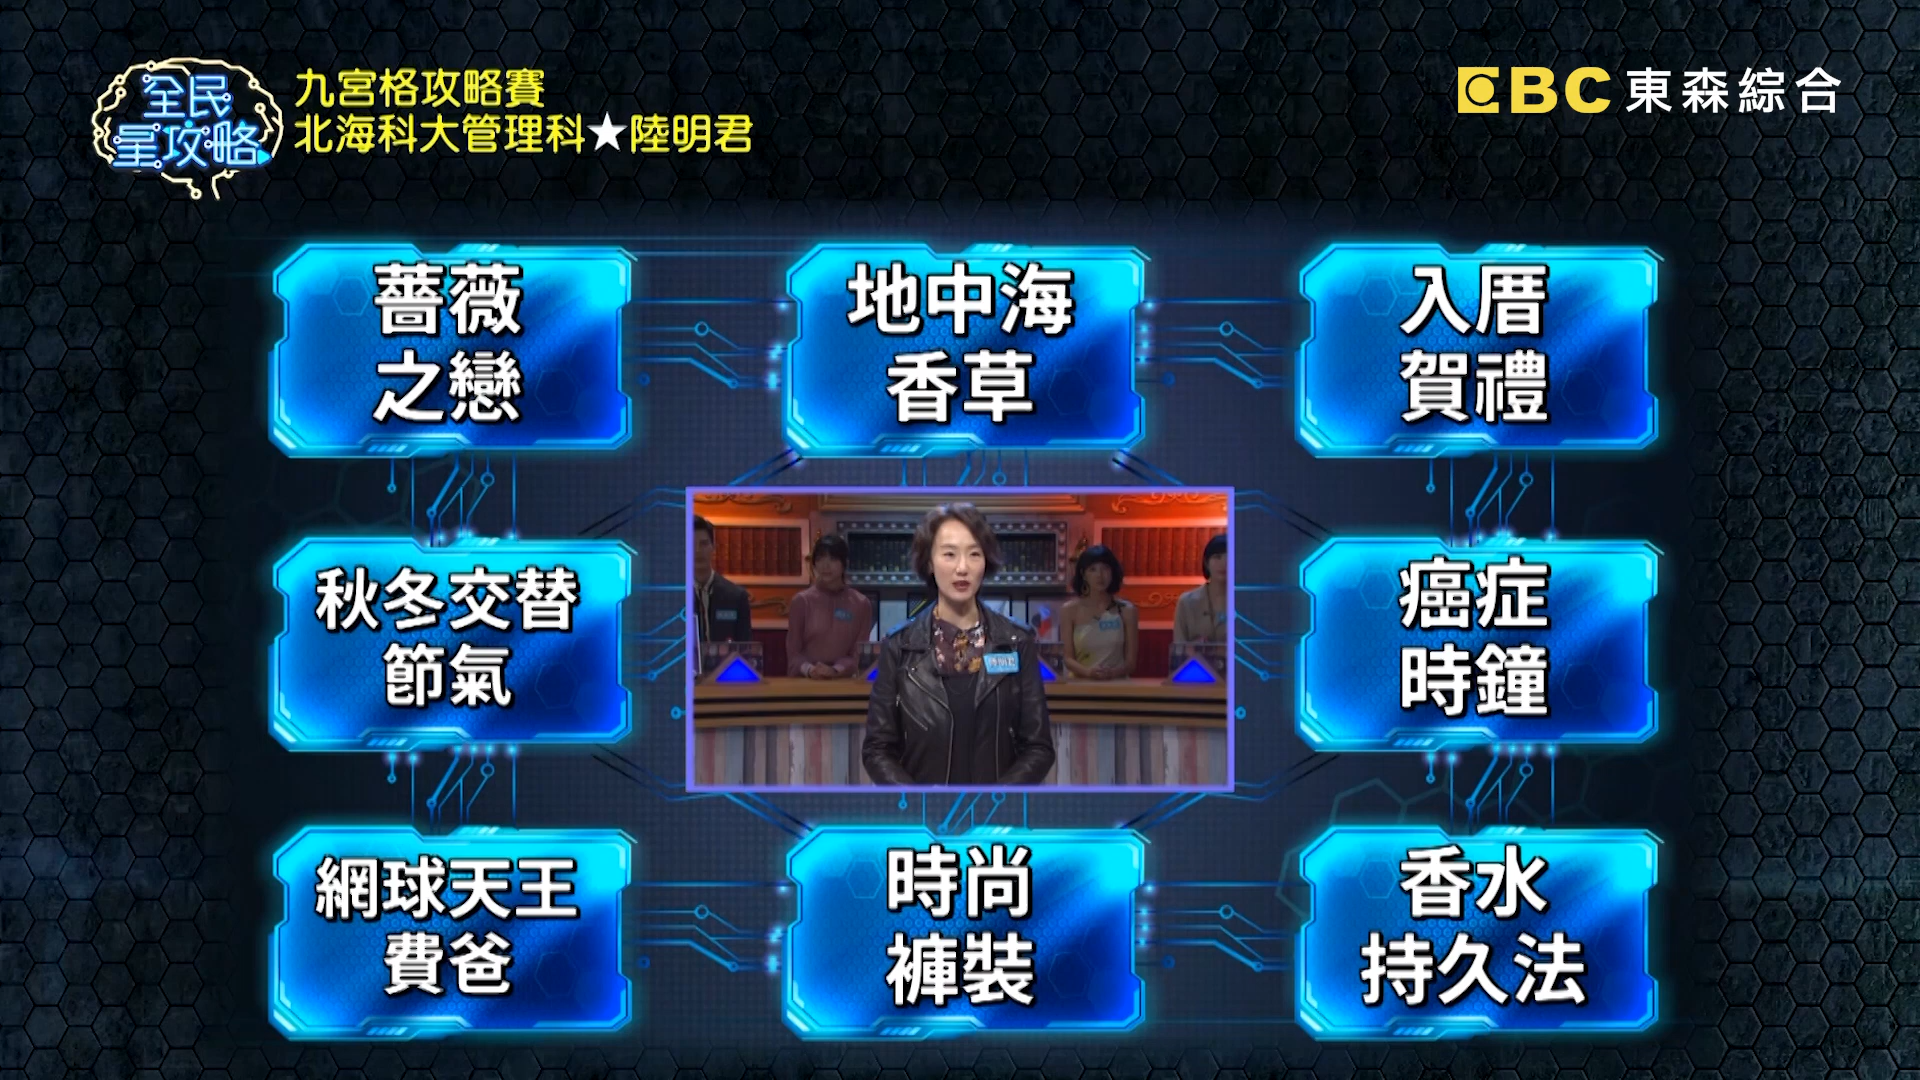 全民
星攻略
九宮格攻略賽
北海科大管理科★陸明君
EBC 東森綜合
薔薇
之戀
地中海
香草
入厝
賀禮
秋冬交替
節氣
癌症
時鐘
網球天王
費爸
時尚
褲裝
香水
持久法